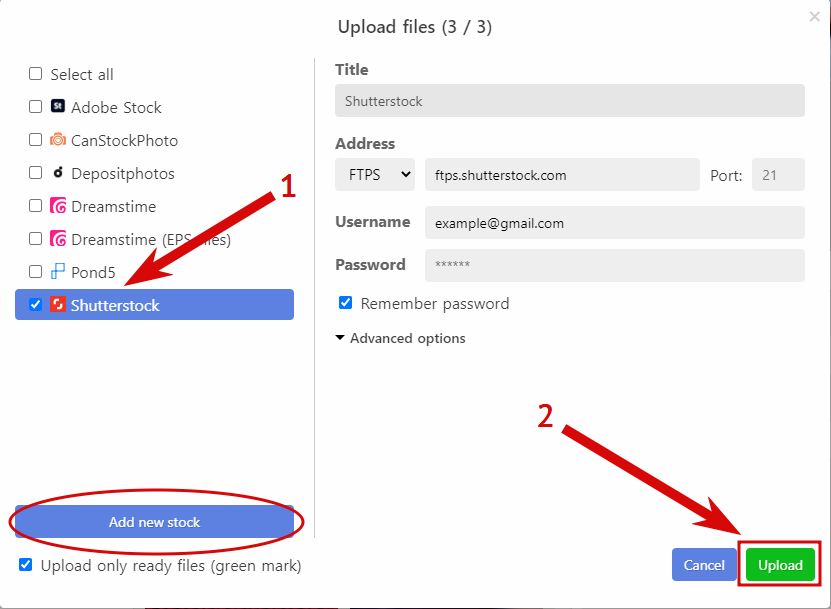 Upload files (3 / 3)
×
Select all
St Adobe Stock
CanStockPhoto
Depositphotos
Dreamstime
Dreamstime (EPS files)
Pond5
Shutterstock
1
Add new stock
Upload only ready files (green mark)
Title
Shutterstock
Address
FTPS ftps.shutterstock.com Port: 21
Username example@gmail.com
Password ******
Remember password
Advanced options
2
Cancel Upload